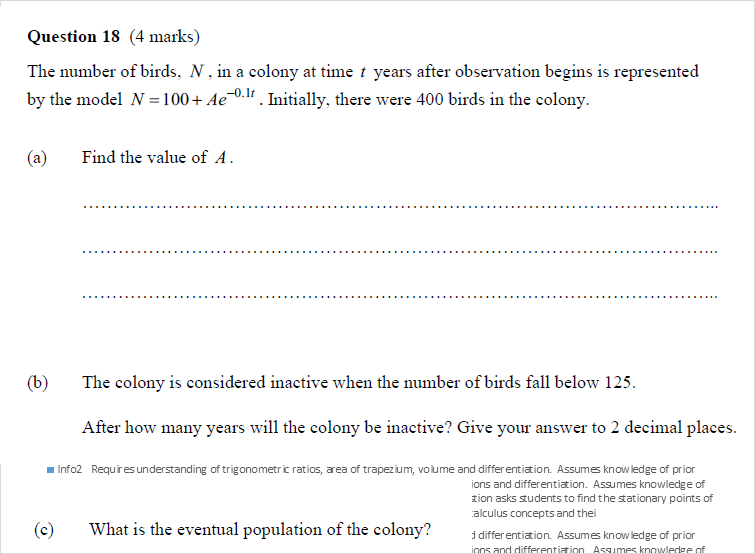 Question 18 (4 marks)
The number of birds, N, in a colony at time t years after observation begins is represented
by the model N = 100 + Ae^{-0.1t}. Initially, there were 400 birds in the colony.
(a) Find the value of A.
(b) The colony is considered inactive when the number of birds fall below 125.
After how many years will the colony be inactive? Give your answer to 2 decimal places.
Info2 Requires understanding of trigonometric ratios, area of trapezium, volume and differentiation. Assumes knowledge of prior
ions and differentiation. Assumes knowledge of
stion asks students to find the stationary points of
alculus concepts and thei
(c) What is the eventual population of the colony?
d differentiation. Assumes knowledge of prior
ions and differentiation. Assumes knowledge of